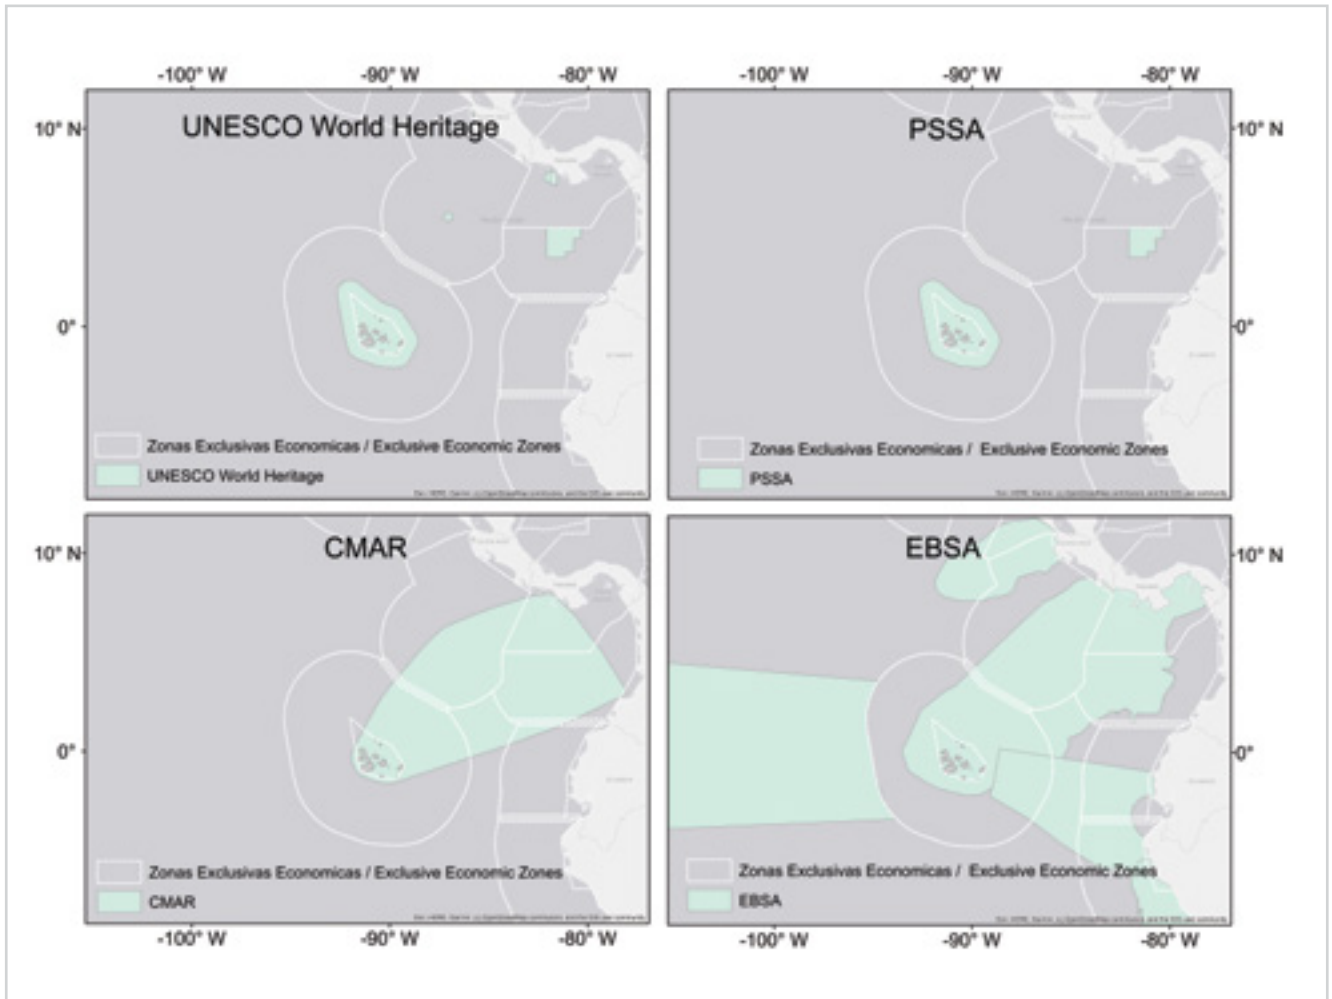 -100° W -90° W -80° W -100° W -90° W -80° W
10° N UNESCO World Heritage PSSA 10° N
0° 0°
Zonas Exclusivas Economicas / Exclusive Economic Zones
UNESCO World Heritage
Zonas Exclusivas Economicas / Exclusive Economic Zones
PSSA
10° N CMAR EBSA 10° N
0° 0°
Zonas Exclusivas Economicas / Exclusive Economic Zones
CMAR
Zonas Exclusivas Economicas / Exclusive Economic Zones
EBSA
-100° W -90° W -80° W -100° W -90° W -80° W